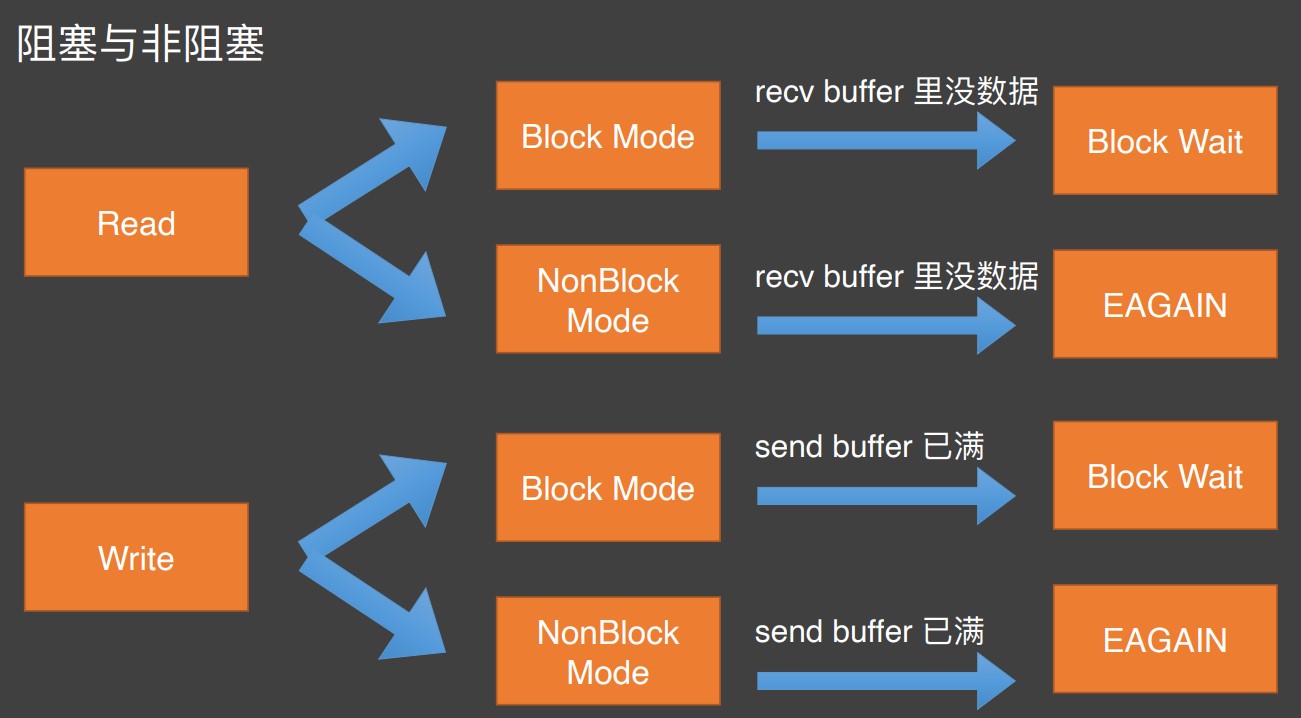 阻塞与非阻塞
Read
Block Mode
recv buffer 里没数据
Block Wait
NonBlock
Mode
recv buffer 里没数据
EAGAIN
Write
Block Mode
send buffer 已满
Block Wait
NonBlock
Mode
send buffer 已满
EAGAIN